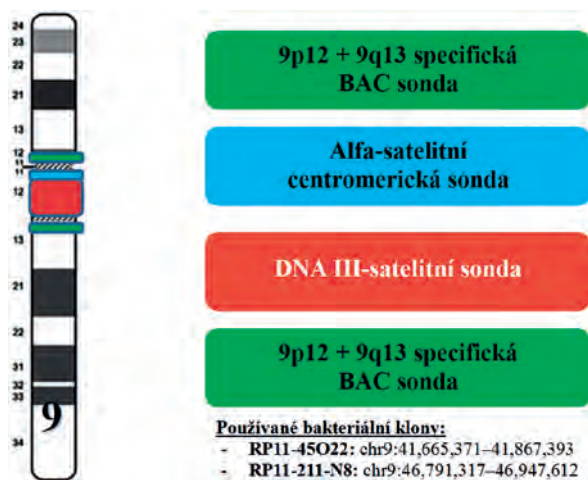 24
23
22
21
13
12
11
11
12
13
21
22
31
32
33
34
9
9p12 + 9q13 specifická
BAC sonda
Alfa-satelitní
centromerická sonda
DNA III-satelitní sonda
9p12 + 9q13 specifická
BAC sonda
Používané bakteriální klony:
- RP11-45O22: chr9:41,665,371–41,867,393
- RP11-211-N8: chr9:46,791,317–46,947,612